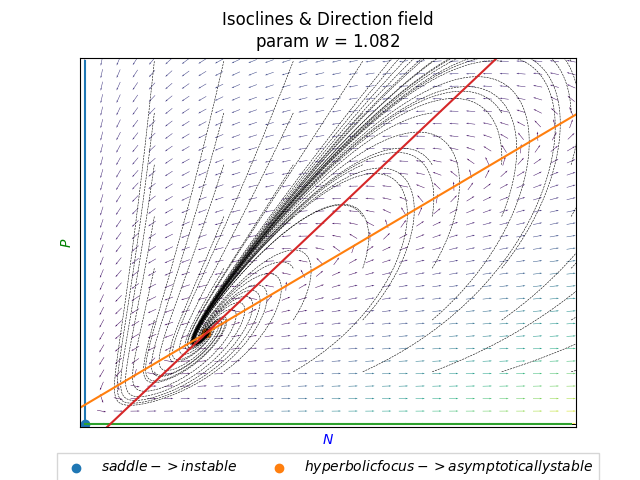 Isoclines & Direction field
param w = 1.082
P
N
saddle−>instable
hyperbolicfocus−>asymptoticallystable